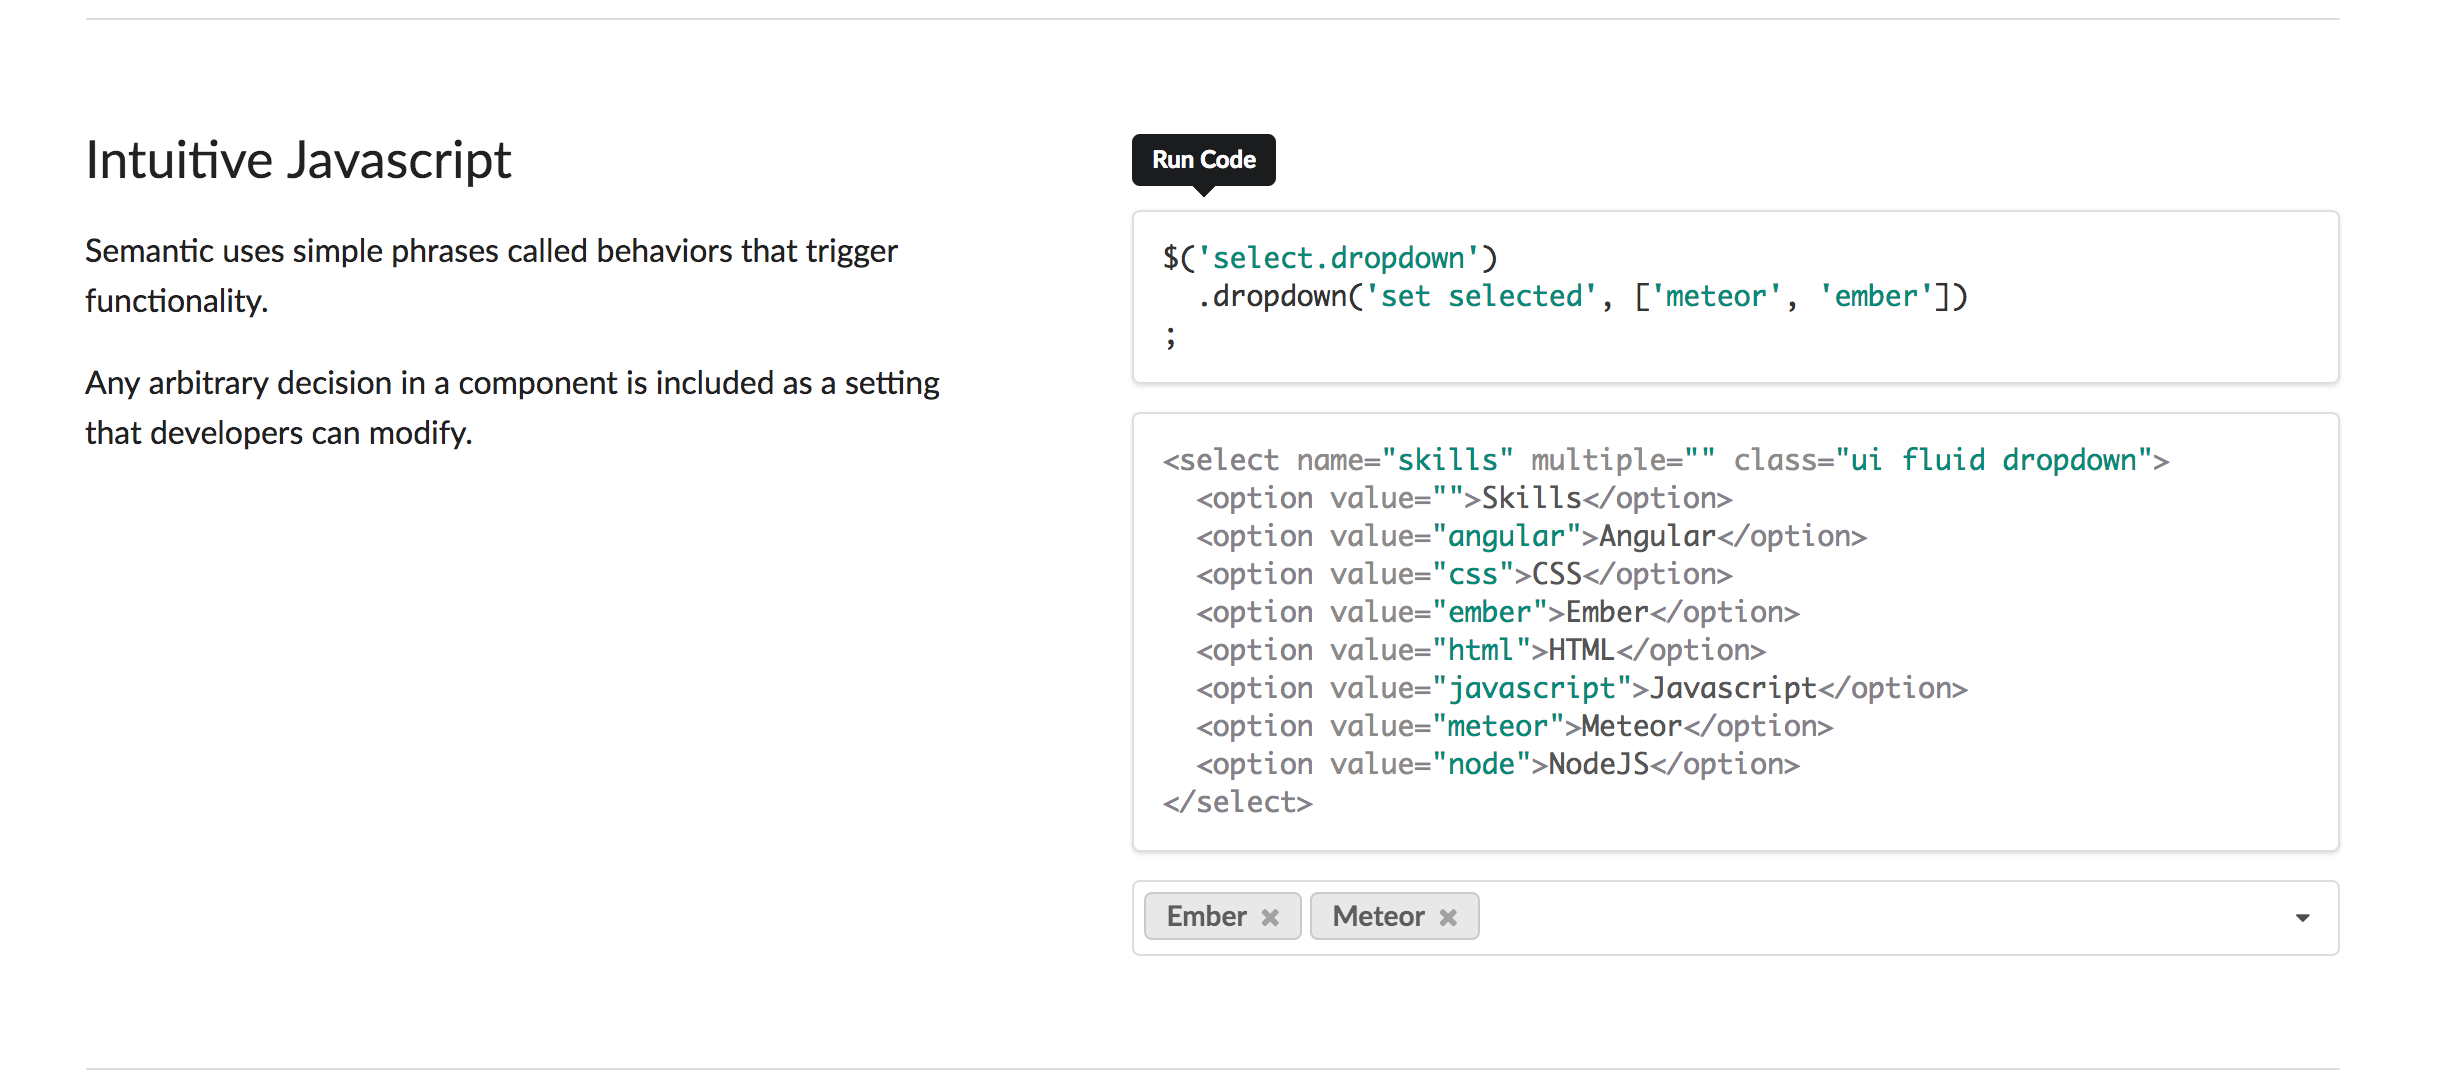 Intuitive Javascript
Semantic uses simple phrases called behaviors that trigger
functionality.
Any arbitrary decision in a component is included as a setting
that developers can modify.
Run Code
$('select.dropdown')
  .dropdown('set selected', ['meteor', 'ember'])
;
<select name="skills" multiple="" class="ui fluid dropdown">
  <option value="">Skills</option>
  <option value="angular">Angular</option>
  <option value="css">CSS</option>
  <option value="ember">Ember</option>
  <option value="html">HTML</option>
  <option value="javascript">Javascript</option>
  <option value="meteor">Meteor</option>
  <option value="node">NodeJS</option>
</select>
Ember Meteor